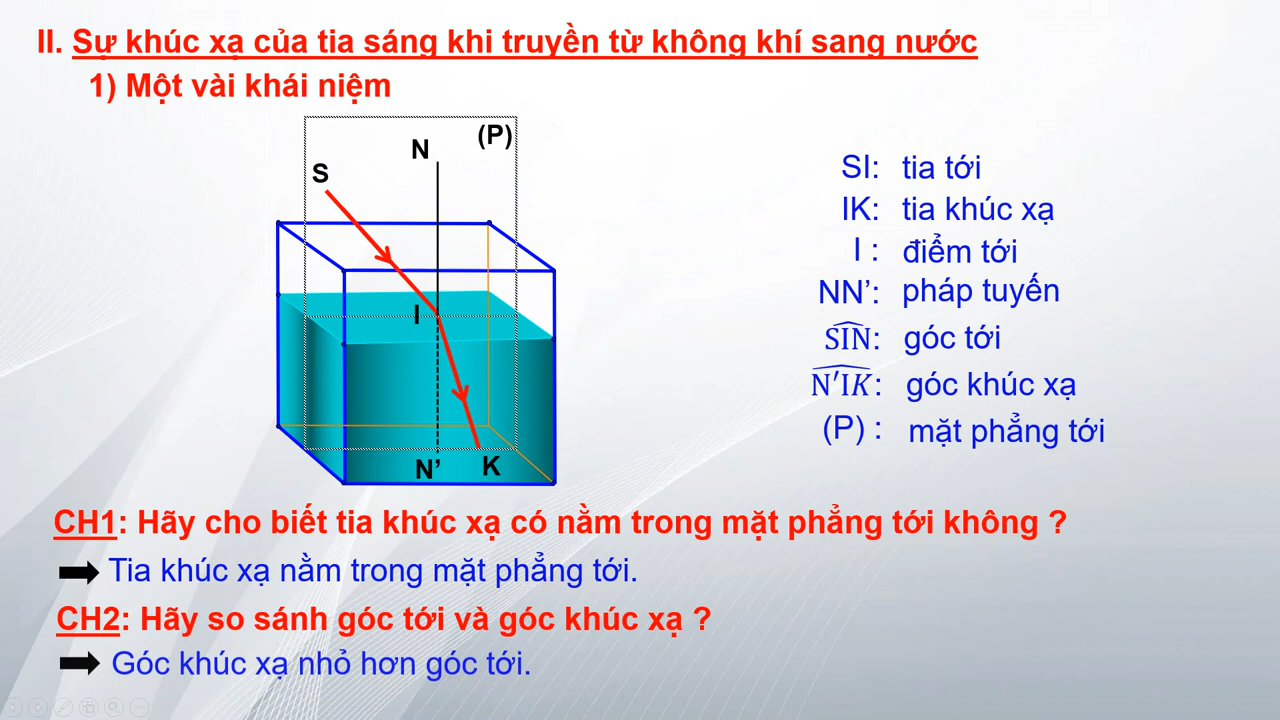 II. Sự khúc xạ của tia sáng khi truyền từ không khí sang nước
1) Một vài khái niệm
(P)
N
S
I
N’
K
SI: tia tới
IK: tia khúc xạ
I : điểm tới
NN’: pháp tuyến
SIN: góc tới
N′IK: góc khúc xạ
(P) : mặt phẳng tới
CH1: Hãy cho biết tia khúc xạ có nằm trong mặt phẳng tới không ?
Tia khúc xạ nằm trong mặt phẳng tới.
CH2: Hãy so sánh góc tới và góc khúc xạ ?
Góc khúc xạ nhỏ hơn góc tới.